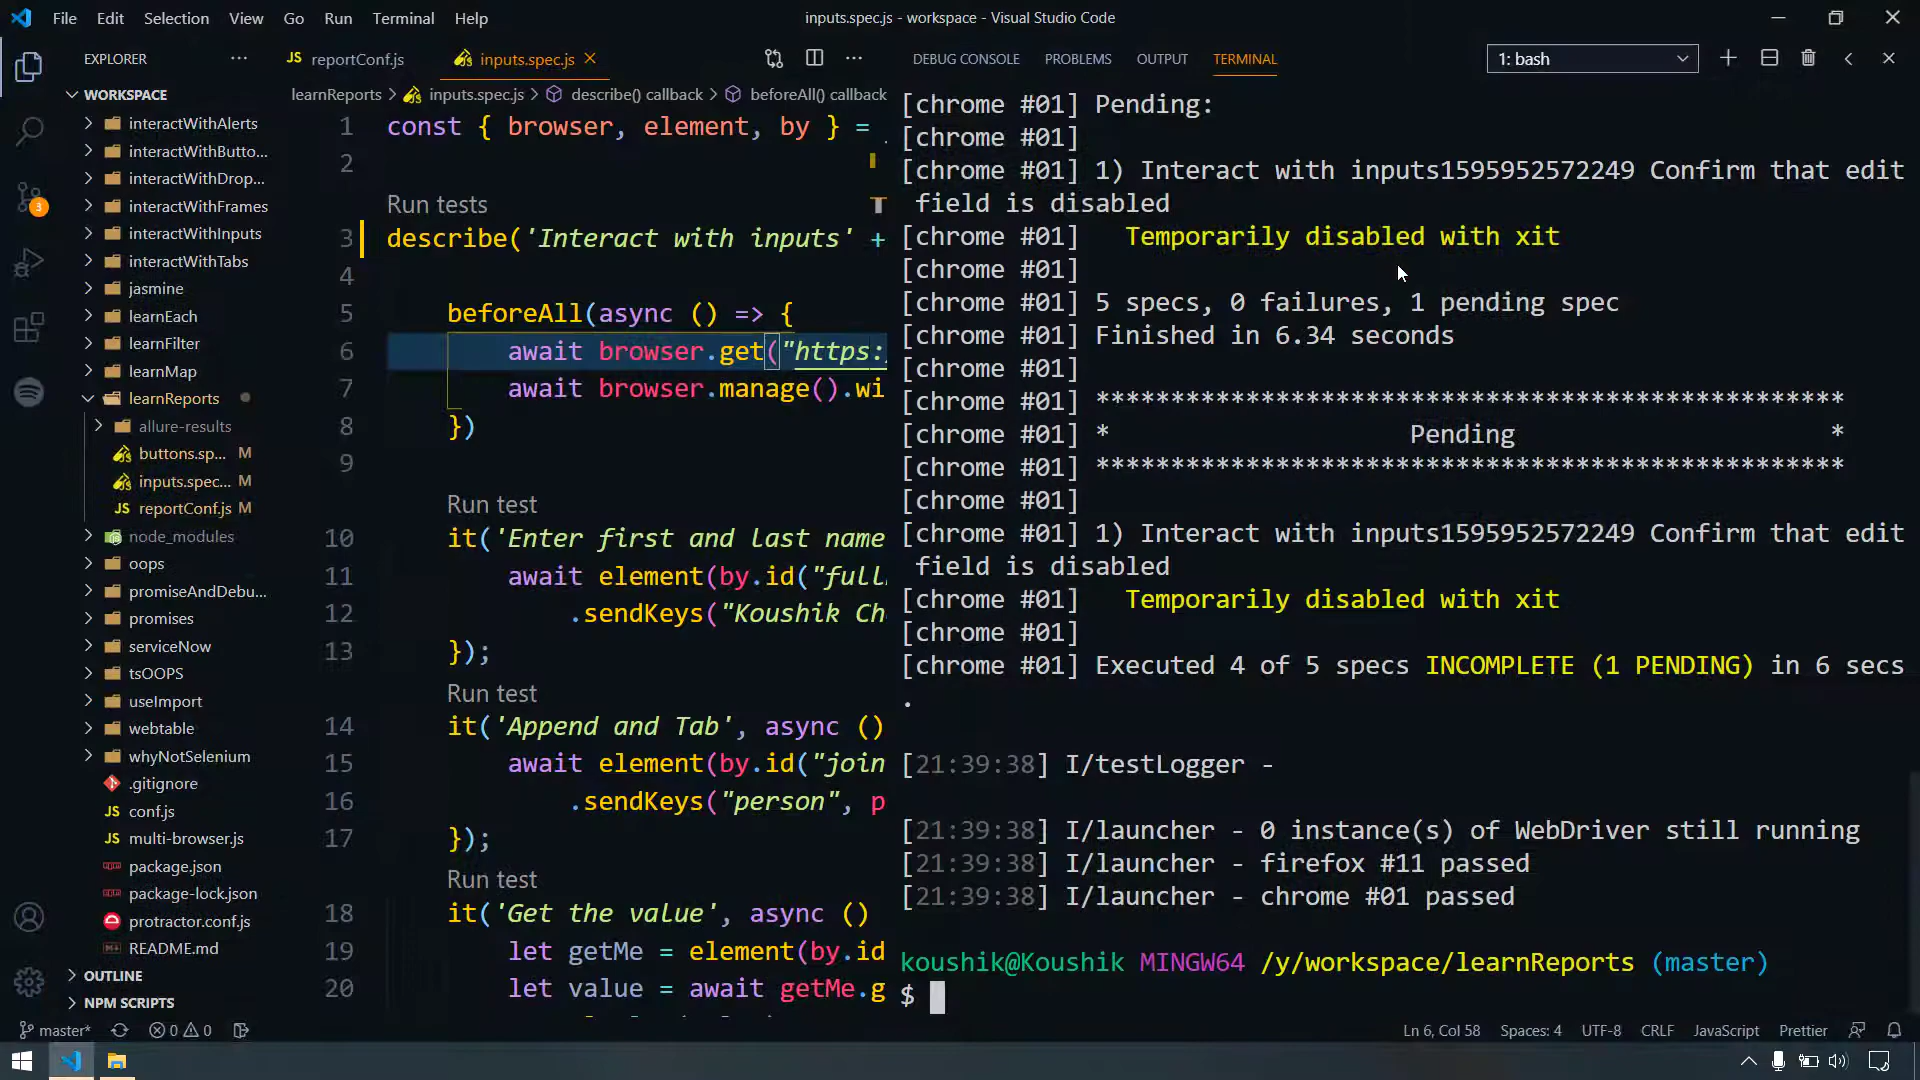 File Edit Selection View Go Run Terminal Help
inputs.spec.js - workspace - Visual Studio Code
EXPLORER
WORKSPACE
interactWithAlerts
interactWithButto...
interactWithDrop...
interactWithFrames
interactWithInputs
interactWithTabs
jasmine
learnEach
learnFilter
learnMap
learnReports
allure-results
buttons.sp... M
inputs.spec... M
JS reportConf.js M
node_modules
oops
promiseAndDebu...
promises
serviceNow
tsOOPS
useImport
webtable
whyNotSelenium
.gitignore
JS conf.js
JS multi-browser.js
package.json
package-lock.json
protractor.conf.js
README.md
OUTLINE
NPM SCRIPTS
3
JS reportConf.js
inputs.spec.js
learnReports > inputs.spec.js > describe() callback > beforeAll() callback
1 const { browser, element, by } =
2
Run tests
3 describe('Interact with inputs' +
4
5 beforeAll(async () => {
6 await browser.get("https:
7 await browser.manage().wi
8 })
9
Run test
10 it('Enter first and last name
11 await element(by.id("full
12 .sendKeys("Koushik Ch
13 });
Run test
14 it('Append and Tab', async ()
15 await element(by.id("join
16 .sendKeys("person", p
17 });
Run test
18 it('Get the value', async ()
19 let getMe = element(by.id
20 let value = await getMe.g
DEBUG CONSOLE PROBLEMS OUTPUT TERMINAL
1: bash
[chrome #01] Pending:
[chrome #01]
[chrome #01] 1) Interact with inputs1595952572249 Confirm that edit
field is disabled
[chrome #01] Temporarily disabled with xit
[chrome #01]
[chrome #01] 5 specs, 0 failures, 1 pending spec
[chrome #01] Finished in 6.34 seconds
[chrome #01]
[chrome #01] **************************************************
[chrome #01] * Pending *
[chrome #01] **************************************************
[chrome #01]
[chrome #01] 1) Interact with inputs1595952572249 Confirm that edit
field is disabled
[chrome #01] Temporarily disabled with xit
[chrome #01]
[chrome #01] Executed 4 of 5 specs INCOMPLETE (1 PENDING) in 6 secs
.
[21:39:38] I/testLogger -
[21:39:38] I/launcher - 0 instance(s) of WebDriver still running
[21:39:38] I/launcher - firefox #11 passed
[21:39:38] I/launcher - chrome #01 passed
koushik@Koushik MINGW64 /y/workspace/learnReports (master)
$
master* 0 0
Ln 6, Col 58 Spaces: 4 UTF-8 CRLF JavaScript Prettier